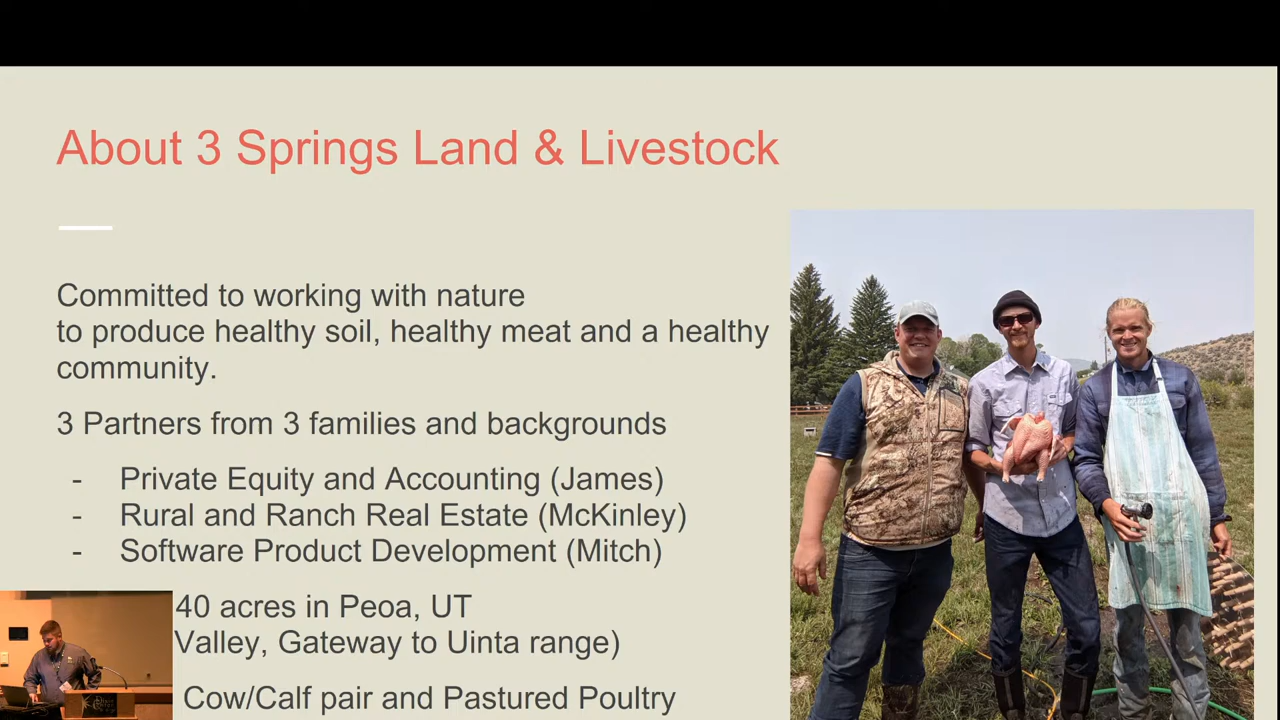 About 3 Springs Land & Livestock
Committed to working with nature
to produce healthy soil, healthy meat and a healthy
community.
3 Partners from 3 families and backgrounds
- Private Equity and Accounting (James)
- Rural and Ranch Real Estate (McKinley)
- Software Product Development (Mitch)
40 acres in Peoa, UT
Valley, Gateway to Uinta range)
Cow/Calf pair and Pastured Poultry